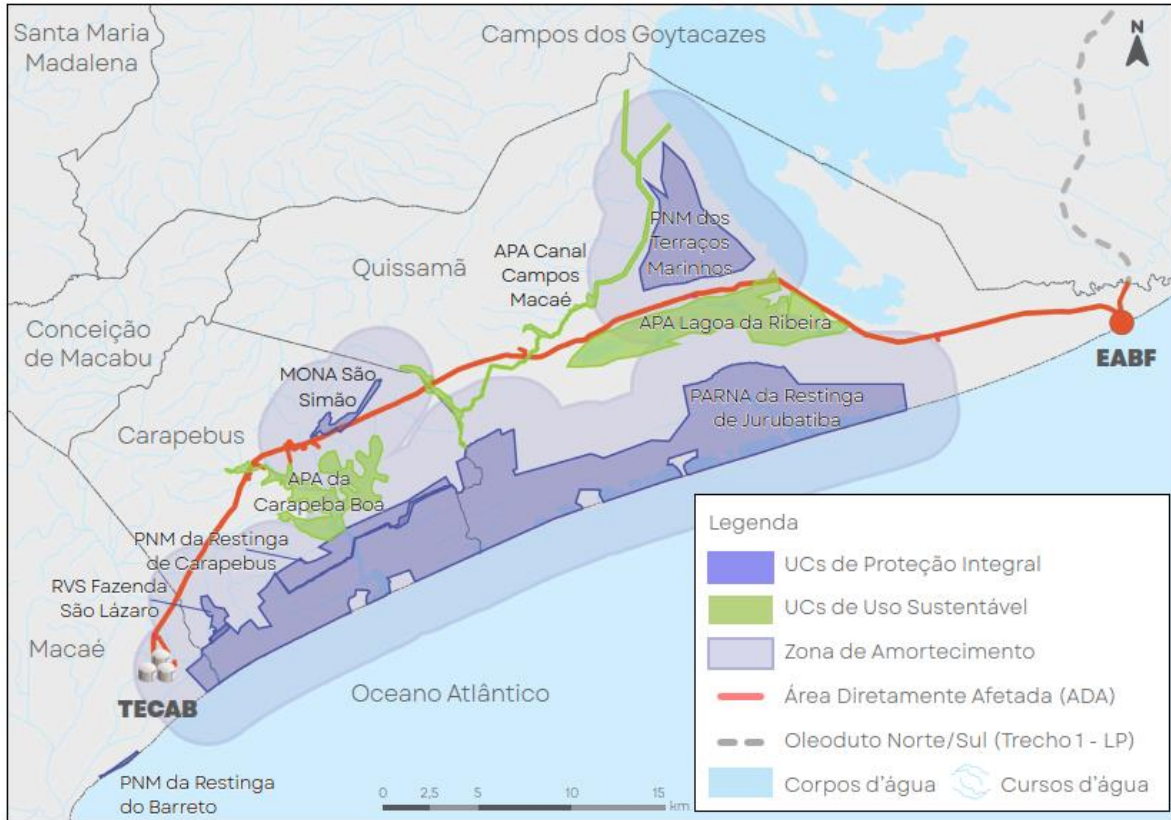 Santa Maria
Madalena
Campos dos Goytacazes
N
PNM dos
Terraços
Marinhos
APA Canal
Campos
Macaé
Quissamã
APA Lagoa da Ribeira
EABF
Conceição
de Macabu
MONA São
Simão
PARNA da Restinga
de Jurubatiba
Carapebus
APA da
Carapeba Boa
PNM da Restinga
de Carapebus
RVS Fazenda
São Lázaro
Macaé
TECAB
Oceano Atlântico
PNM da Restinga
do Barreto
0 2,5 5 10 15
km
Legenda
UCs de Proteção Integral
UCs de Uso Sustentável
Zona de Amortecimento
Área Diretamente Afetada (ADA)
Oleoduto Norte/Sul (Trecho 1 - LP)
Corpos d'água Cursos d'água